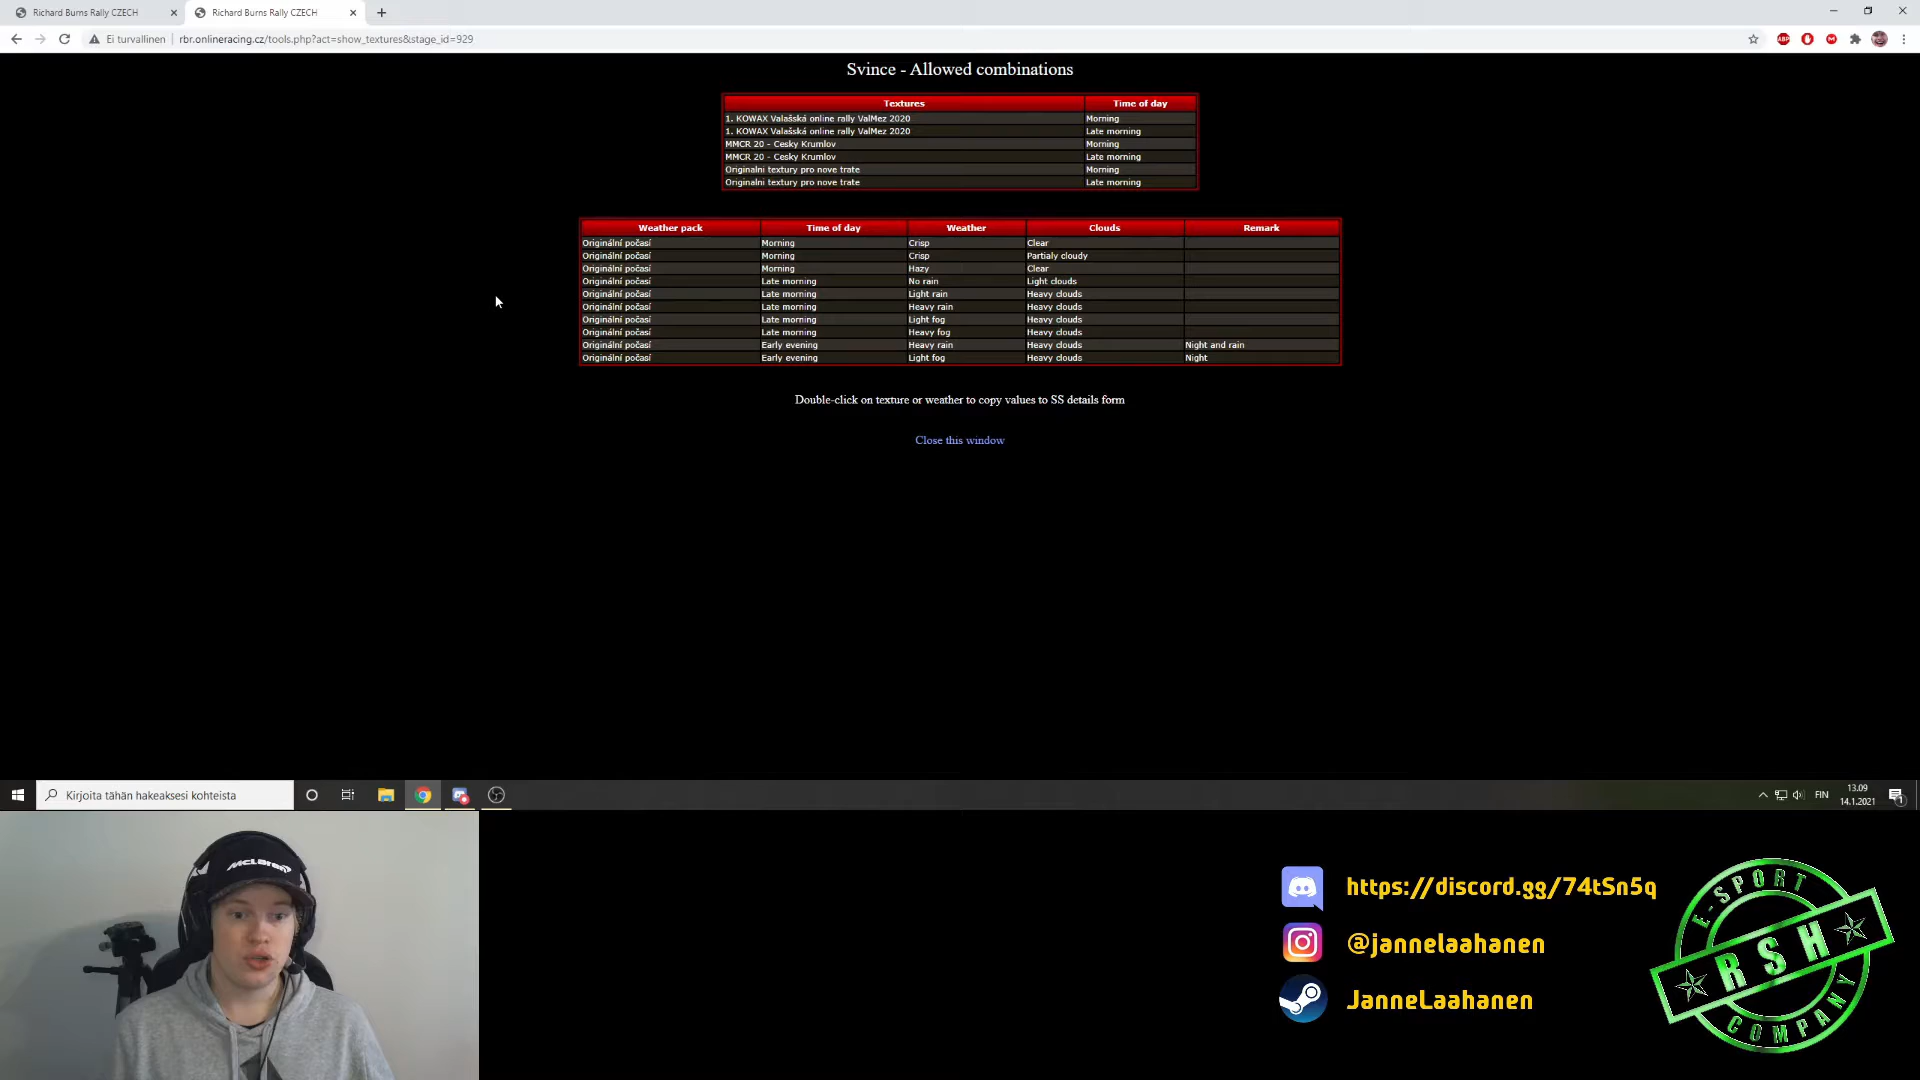 Richard Burns Rally CZECH
Richard Burns Rally CZECH
Ei turvallinen
rbr.onlineracing.cz/tools.php?act=show_textures&stage_id=929
ABP
Svince - Allowed combinations
Textures Time of day
1. KOWAX Valašská online rally ValMez 2020 Morning
1. KOWAX Valašská online rally ValMez 2020 Late morning
MMCR 20 - Cesky Krumlov Morning
MMCR 20 - Cesky Krumlov Late morning
Originalni textury pro nove trate Morning
Originalni textury pro nove trate Late morning
Weather pack Time of day Weather Clouds Remark
Originální počasí Morning Crisp Clear
Originální počasí Morning Crisp Partialy cloudy
Originální počasí Morning Hazy Clear
Originální počasí Late morning No rain Light clouds
Originální počasí Late morning Light rain Heavy clouds
Originální počasí Late morning Heavy rain Heavy clouds
Originální počasí Late morning Light fog Heavy clouds
Originální počasí Late morning Heavy fog Heavy clouds
Originální počasí Early evening Heavy rain Heavy clouds Night and rain
Originální počasí Early evening Light fog Heavy clouds Night
Double-click on texture or weather to copy values to SS details form
Close this window
Kirjoita tähän hakeaksesi kohteista
FIN
13.09
14.1.2021
1
McLaren
https://discord.gg/74tSn5q
@jannelaahanen
JanneLaahanen
E-SPORT
RSH
COMPANY